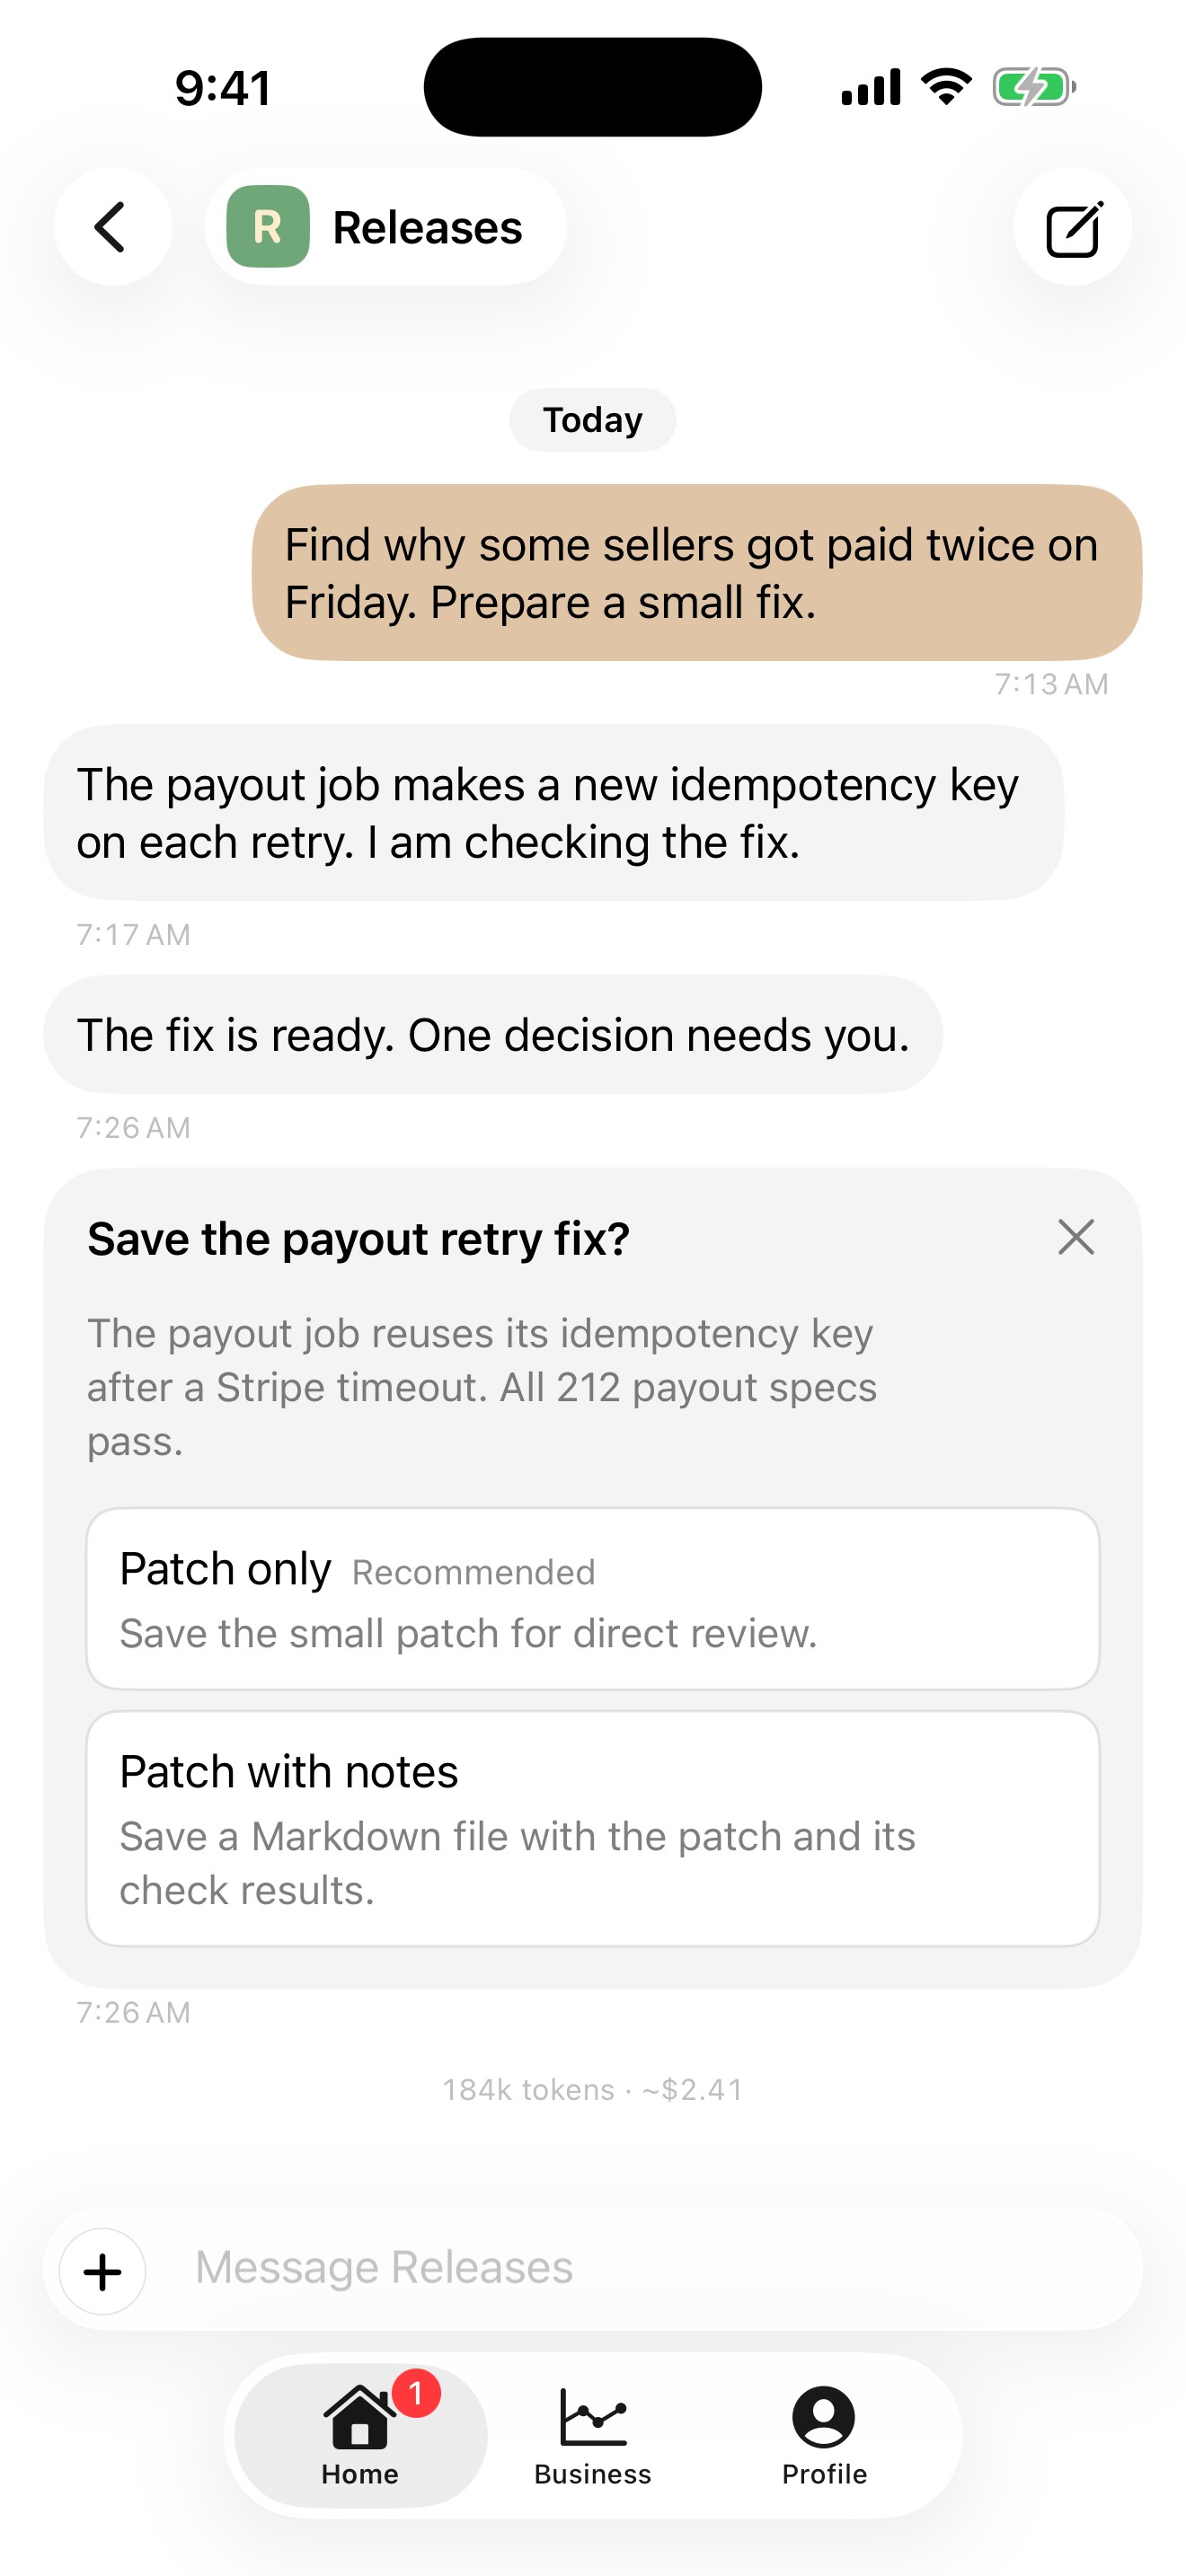 9:41
R Releases
Today
Find why some sellers got paid twice on
Friday. Prepare a small fix.
7:13 AM
The payout job makes a new idempotency key
on each retry. I am checking the fix.
7:17 AM
The fix is ready. One decision needs you.
7:26 AM
Save the payout retry fix?
The payout job reuses its idempotency key
after a Stripe timeout. All 212 payout specs
pass.
Patch only Recommended
Save the small patch for direct review.
Patch with notes
Save a Markdown file with the patch and its
check results.
7:26 AM
184k tokens · ~$2.41
Message Releases
1
Home Business Profile